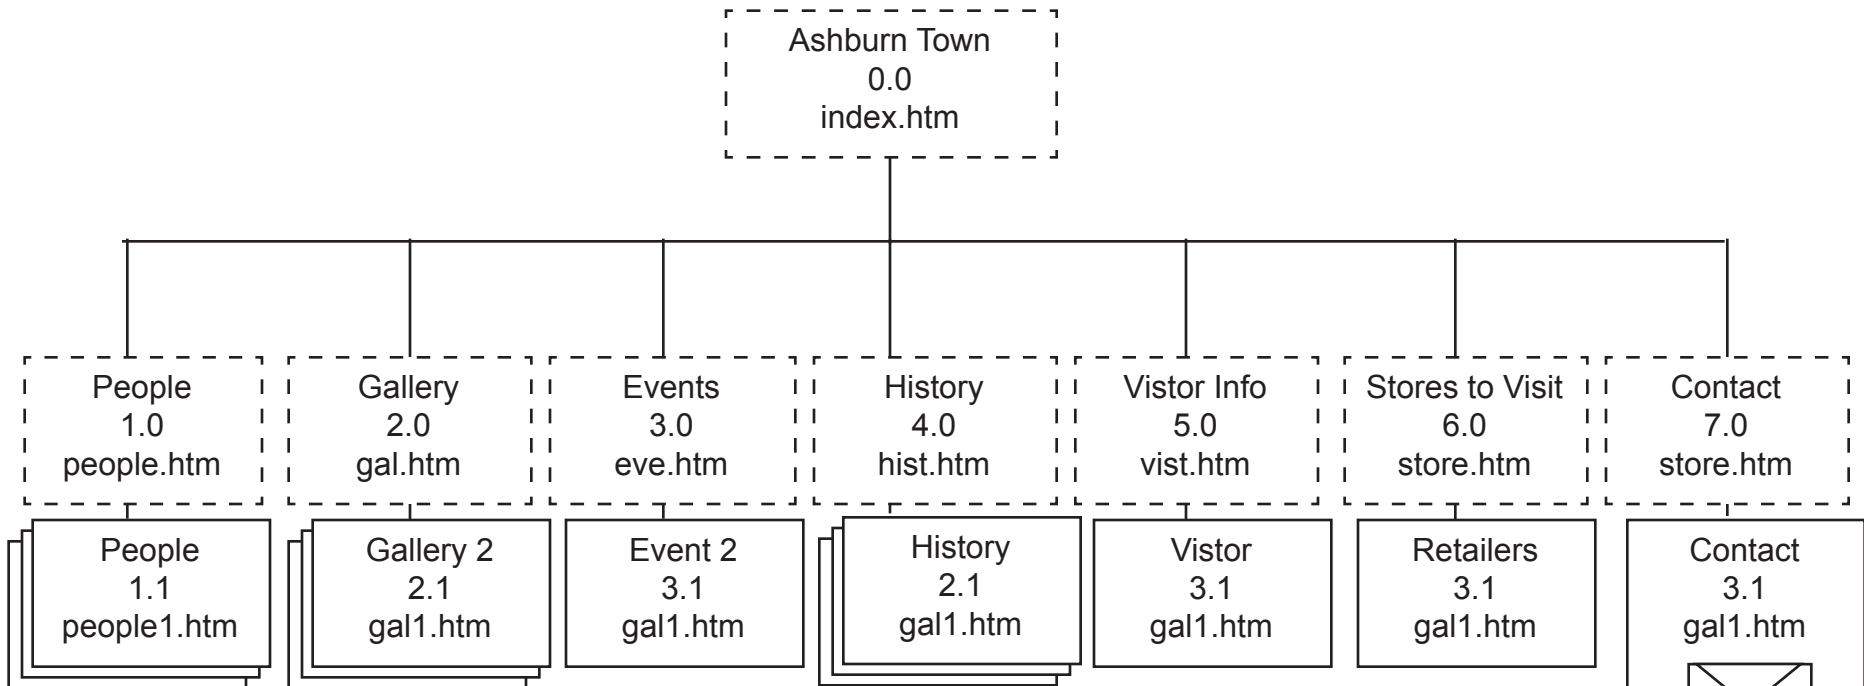 Ashburn Town
0.0
index.htm
People
1.0
people.htm
Gallery
2.0
gal.htm
Events
3.0
eve.htm
History
4.0
hist.htm
Vistor Info
5.0
vist.htm
Stores to Visit
6.0
store.htm
Contact
7.0
store.htm
People
1.1
people1.htm
Gallery 2
2.1
gal1.htm
Event 2
3.1
gal1.htm
History
2.1
gal1.htm
Vistor
3.1
gal1.htm
Retailers
3.1
gal1.htm
Contact
3.1
gal1.htm